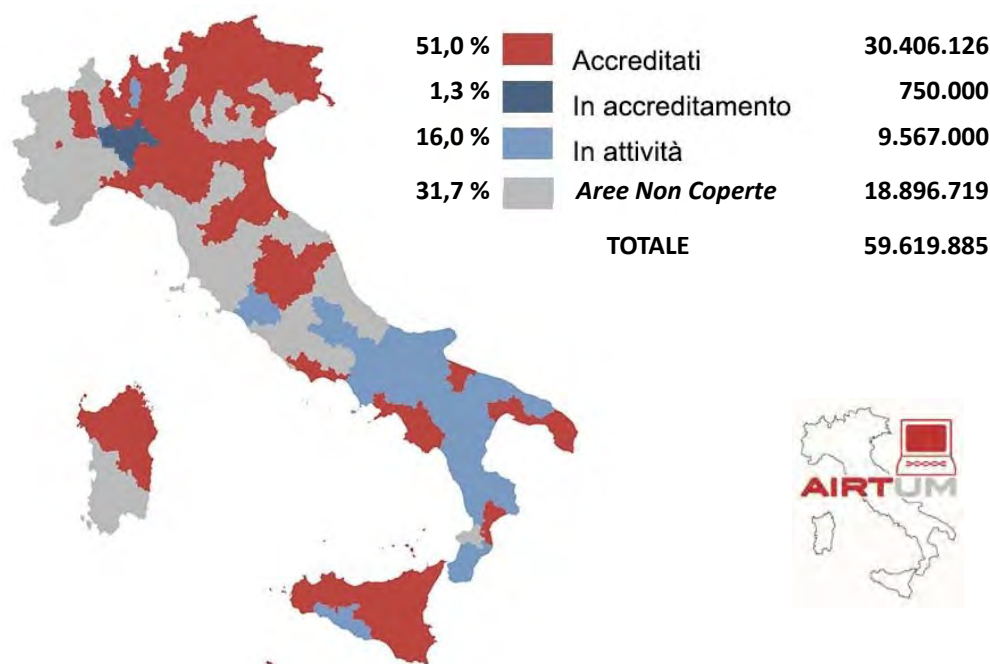 51,0 % Accreditati 30.406.126
1,3 % In accreditamento 750.000
16,0 % In attività 9.567.000
31,7 % Aree Non Coperte 18.896.719
TOTALE 59.619.885
AIRTUM